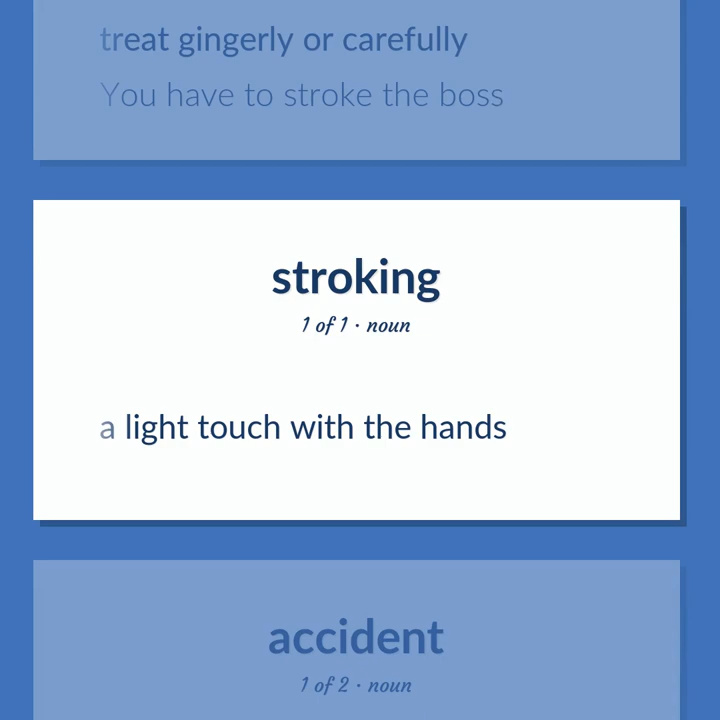 treat gingerly or carefully
You have to stroke the boss
stroking
1 of 1 · noun
a light touch with the hands
accident
1 of 2 · noun